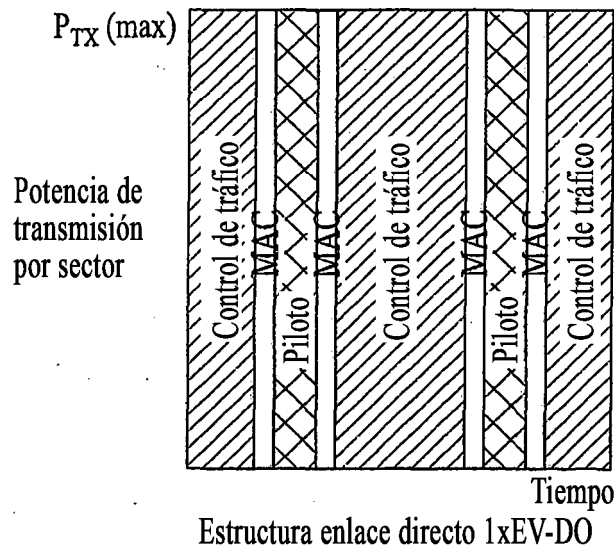 P_TX (max)
Potencia de
transmisión
por sector
Control de tráfico
MAC
Piloto
MAC
Control de tráfico
MAC
Piloto
MAC
Control de tráfico
Tiempo
Estructura enlace directo 1xEV-DO